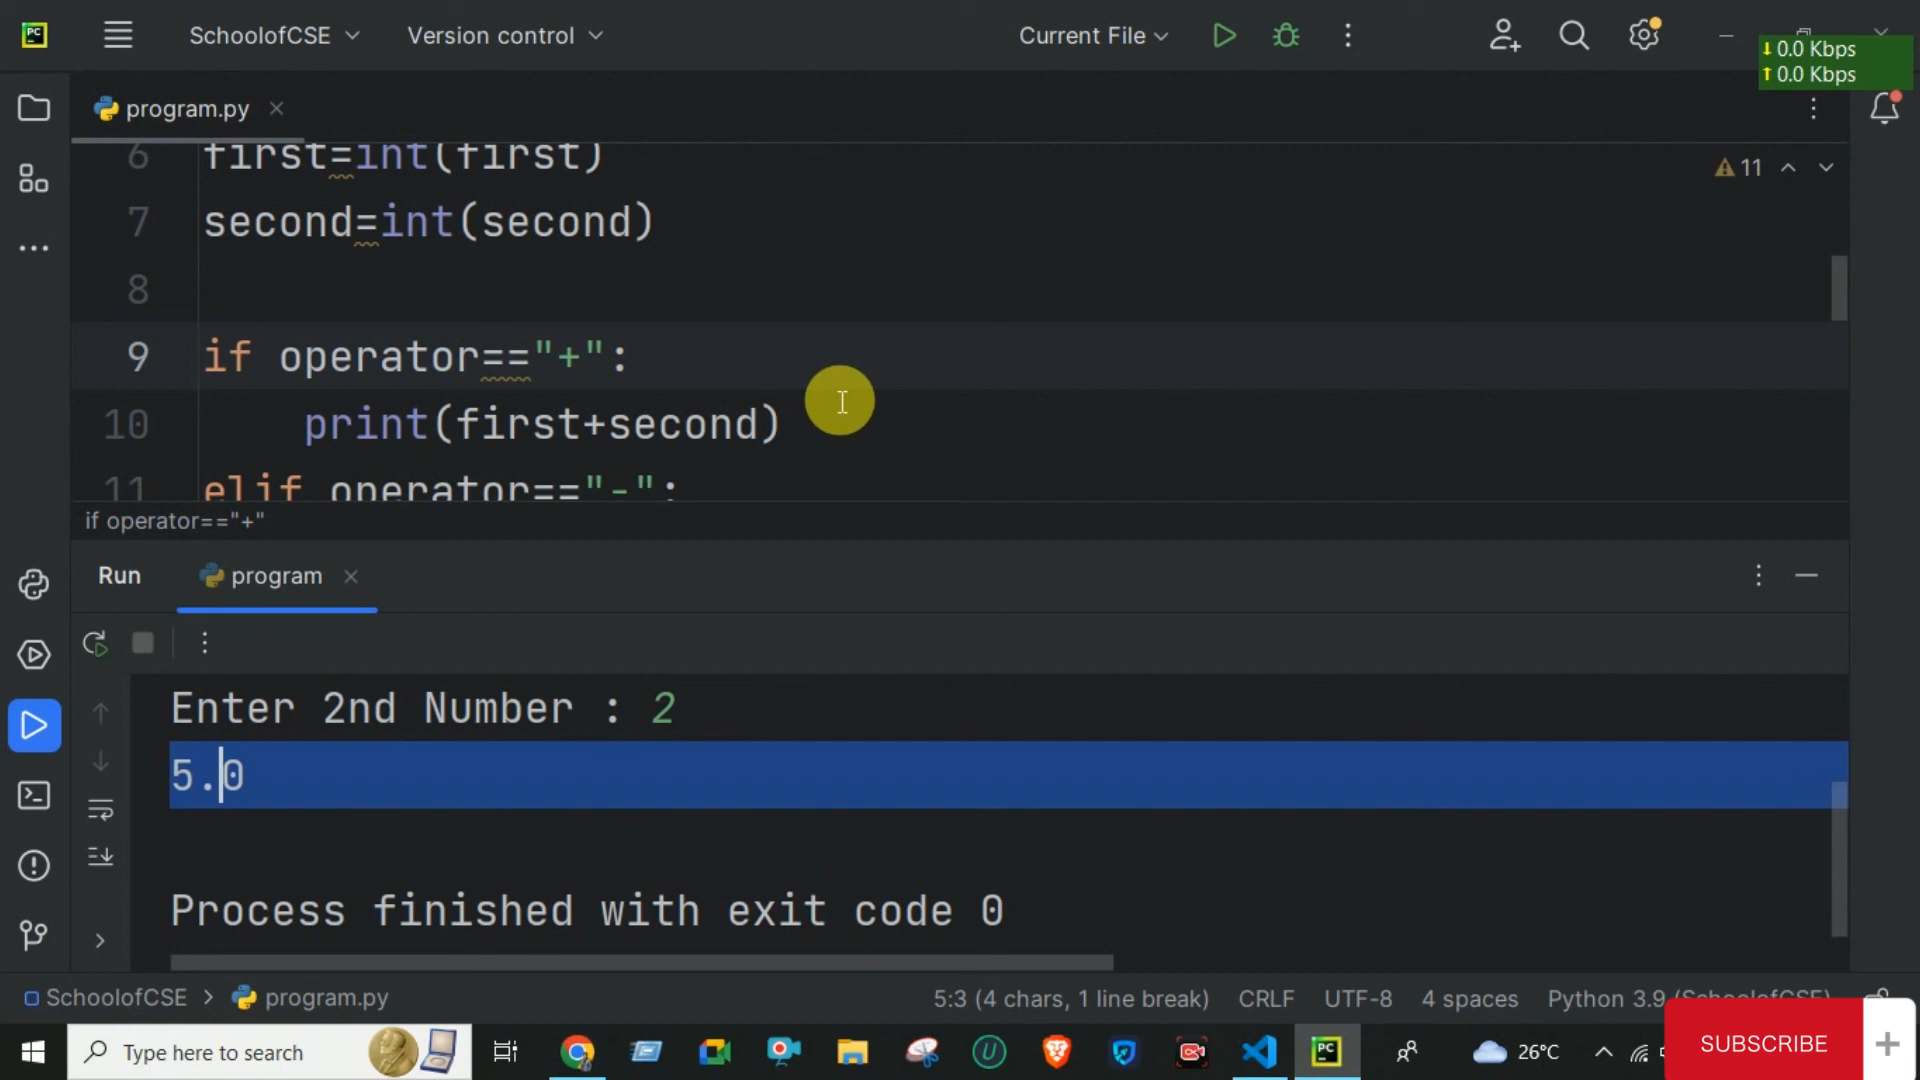 PC SchoolofCSE Version control Current File
0.0 Kbps
0.0 Kbps
program.py
6 first=int(first)
11
7 second=int(second)
8
9 if operator=="+":
10 print(first+second)
11 elif operator=="-":
if operator=="+"
Run program
Enter 2nd Number : 2
5.0
Process finished with exit code 0
SchoolofCSE > program.py 5:3 (4 chars, 1 line break) CRLF UTF-8 4 spaces Python 3.9 (SchoolofCSE)
Type here to search PC 26°C SUBSCRIBE